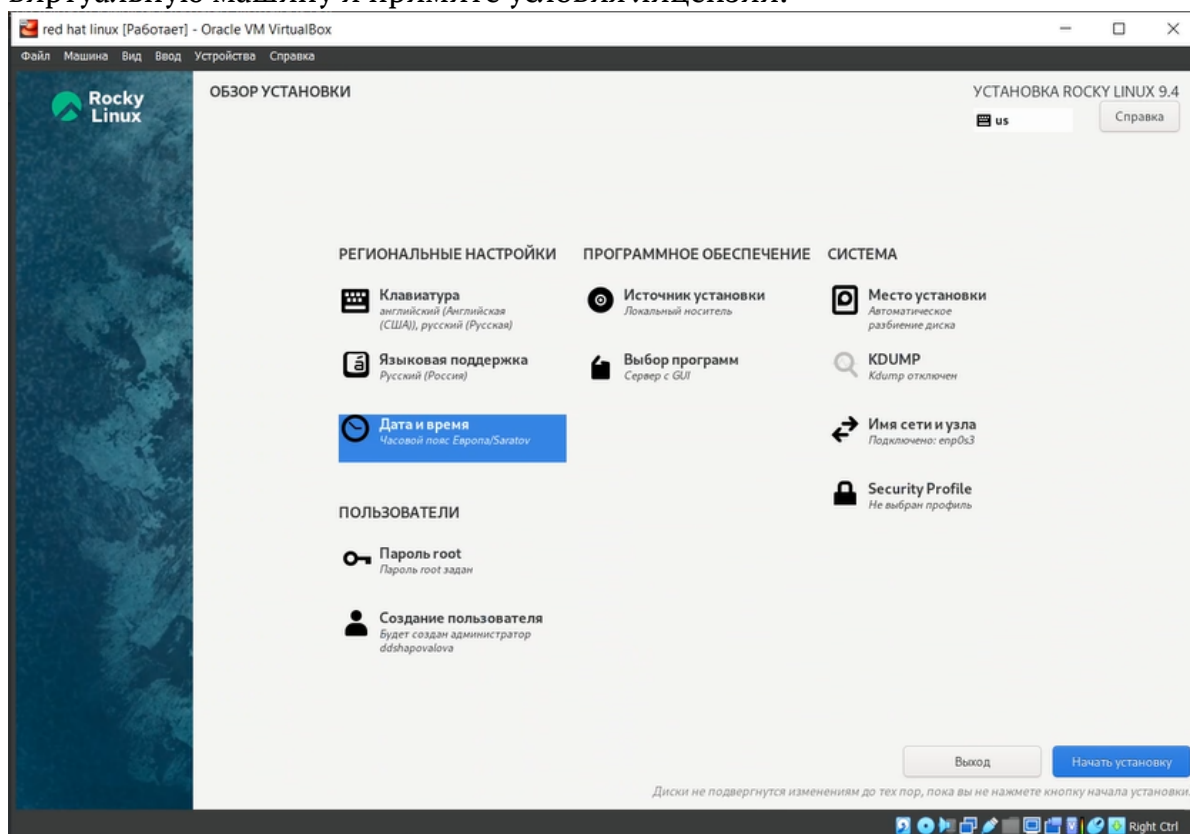 виртуальную машину и примите условия лицензии.
red hat linux [Работает] - Oracle VM VirtualBox
Файл Машина Вид Ввод Устройства Справка
Rocky
Linux
ОБЗОР УСТАНОВКИ
УСТАНОВКА ROCKY LINUX 9.4
us
Справка
РЕГИОНАЛЬНЫЕ НАСТРОЙКИ
Клавиатура
английский (Английская
(США)), русский (Русская)
Языковая поддержка
Русский (Россия)
Дата и время
Часовой пояс Европа/Saratov
ПОЛЬЗОВАТЕЛИ
Пароль root
Пароль root задан
Создание пользователя
Будет создан администратор
ddshapovalova
ПРОГРАММНОЕ ОБЕСПЕЧЕНИЕ
Источник установки
Локальный носитель
Выбор программ
Сервер с GUI
СИСТЕМА
Место установки
Автоматическое
разбиение диска
KDUMP
Kdump отключен
Имя сети и узла
Подключено: enp0s3
Security Profile
Не выбран профиль
Выход
Начать установку
Диски не подвергнутся изменениям до тех пор, пока вы не нажмете кнопку начала установки.
Right Ctrl